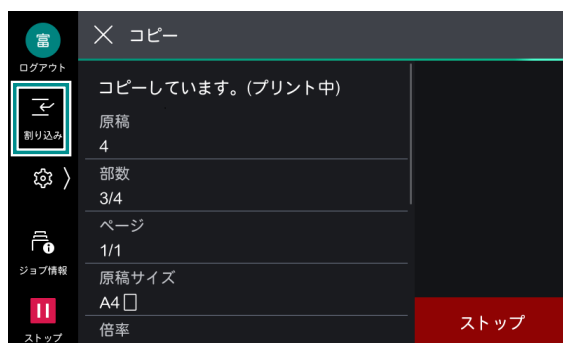 富
ログアウト
割り込み
ジョブ情報
ストップ
コピー
コピーしています。(プリント中)
原稿
4
部数
3/4
ページ
1/1
原稿サイズ
A4
倍率
ストップ